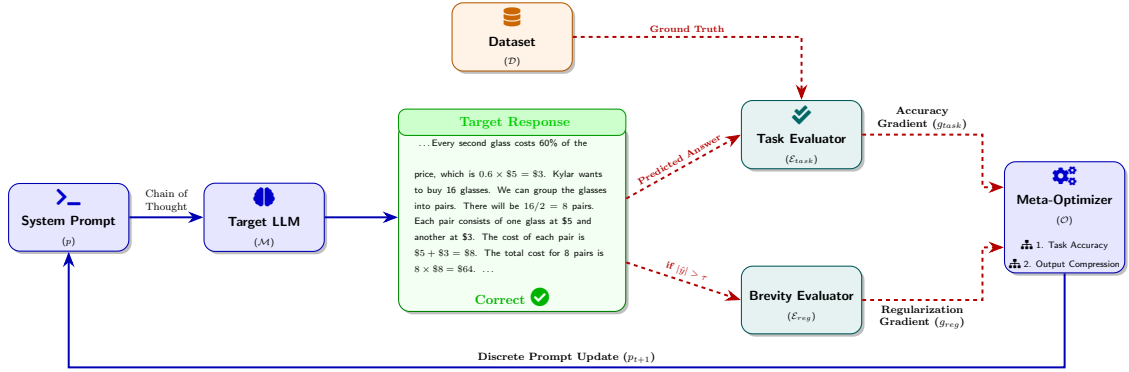 Dataset
(𝒟)
Ground Truth
Target Response
...Every second glass costs 60% of the
price, which is 0.6 × $5 = $3. Kylar wants
to buy 16 glasses. We can group the glasses
into pairs. There will be 16/2 = 8 pairs.
Each pair consists of one glass at $5 and
another at $3. The cost of each pair is
$5 + $3 = $8. The total cost for 8 pairs is
8 × $8 = $64. ...
Correct
System Prompt
(p)
Chain of
Thought
Target LLM
(ℳ)
Predicted Answer
if |ŷ| > τ
Task Evaluator
(ℰtask)
Brevity Evaluator
(ℰreg)
Accuracy
Gradient (gtask)
Regularization
Gradient (greg)
Meta-Optimizer
(𝒪)
1. Task Accuracy
2. Output Compression
Discrete Prompt Update (pt+1)